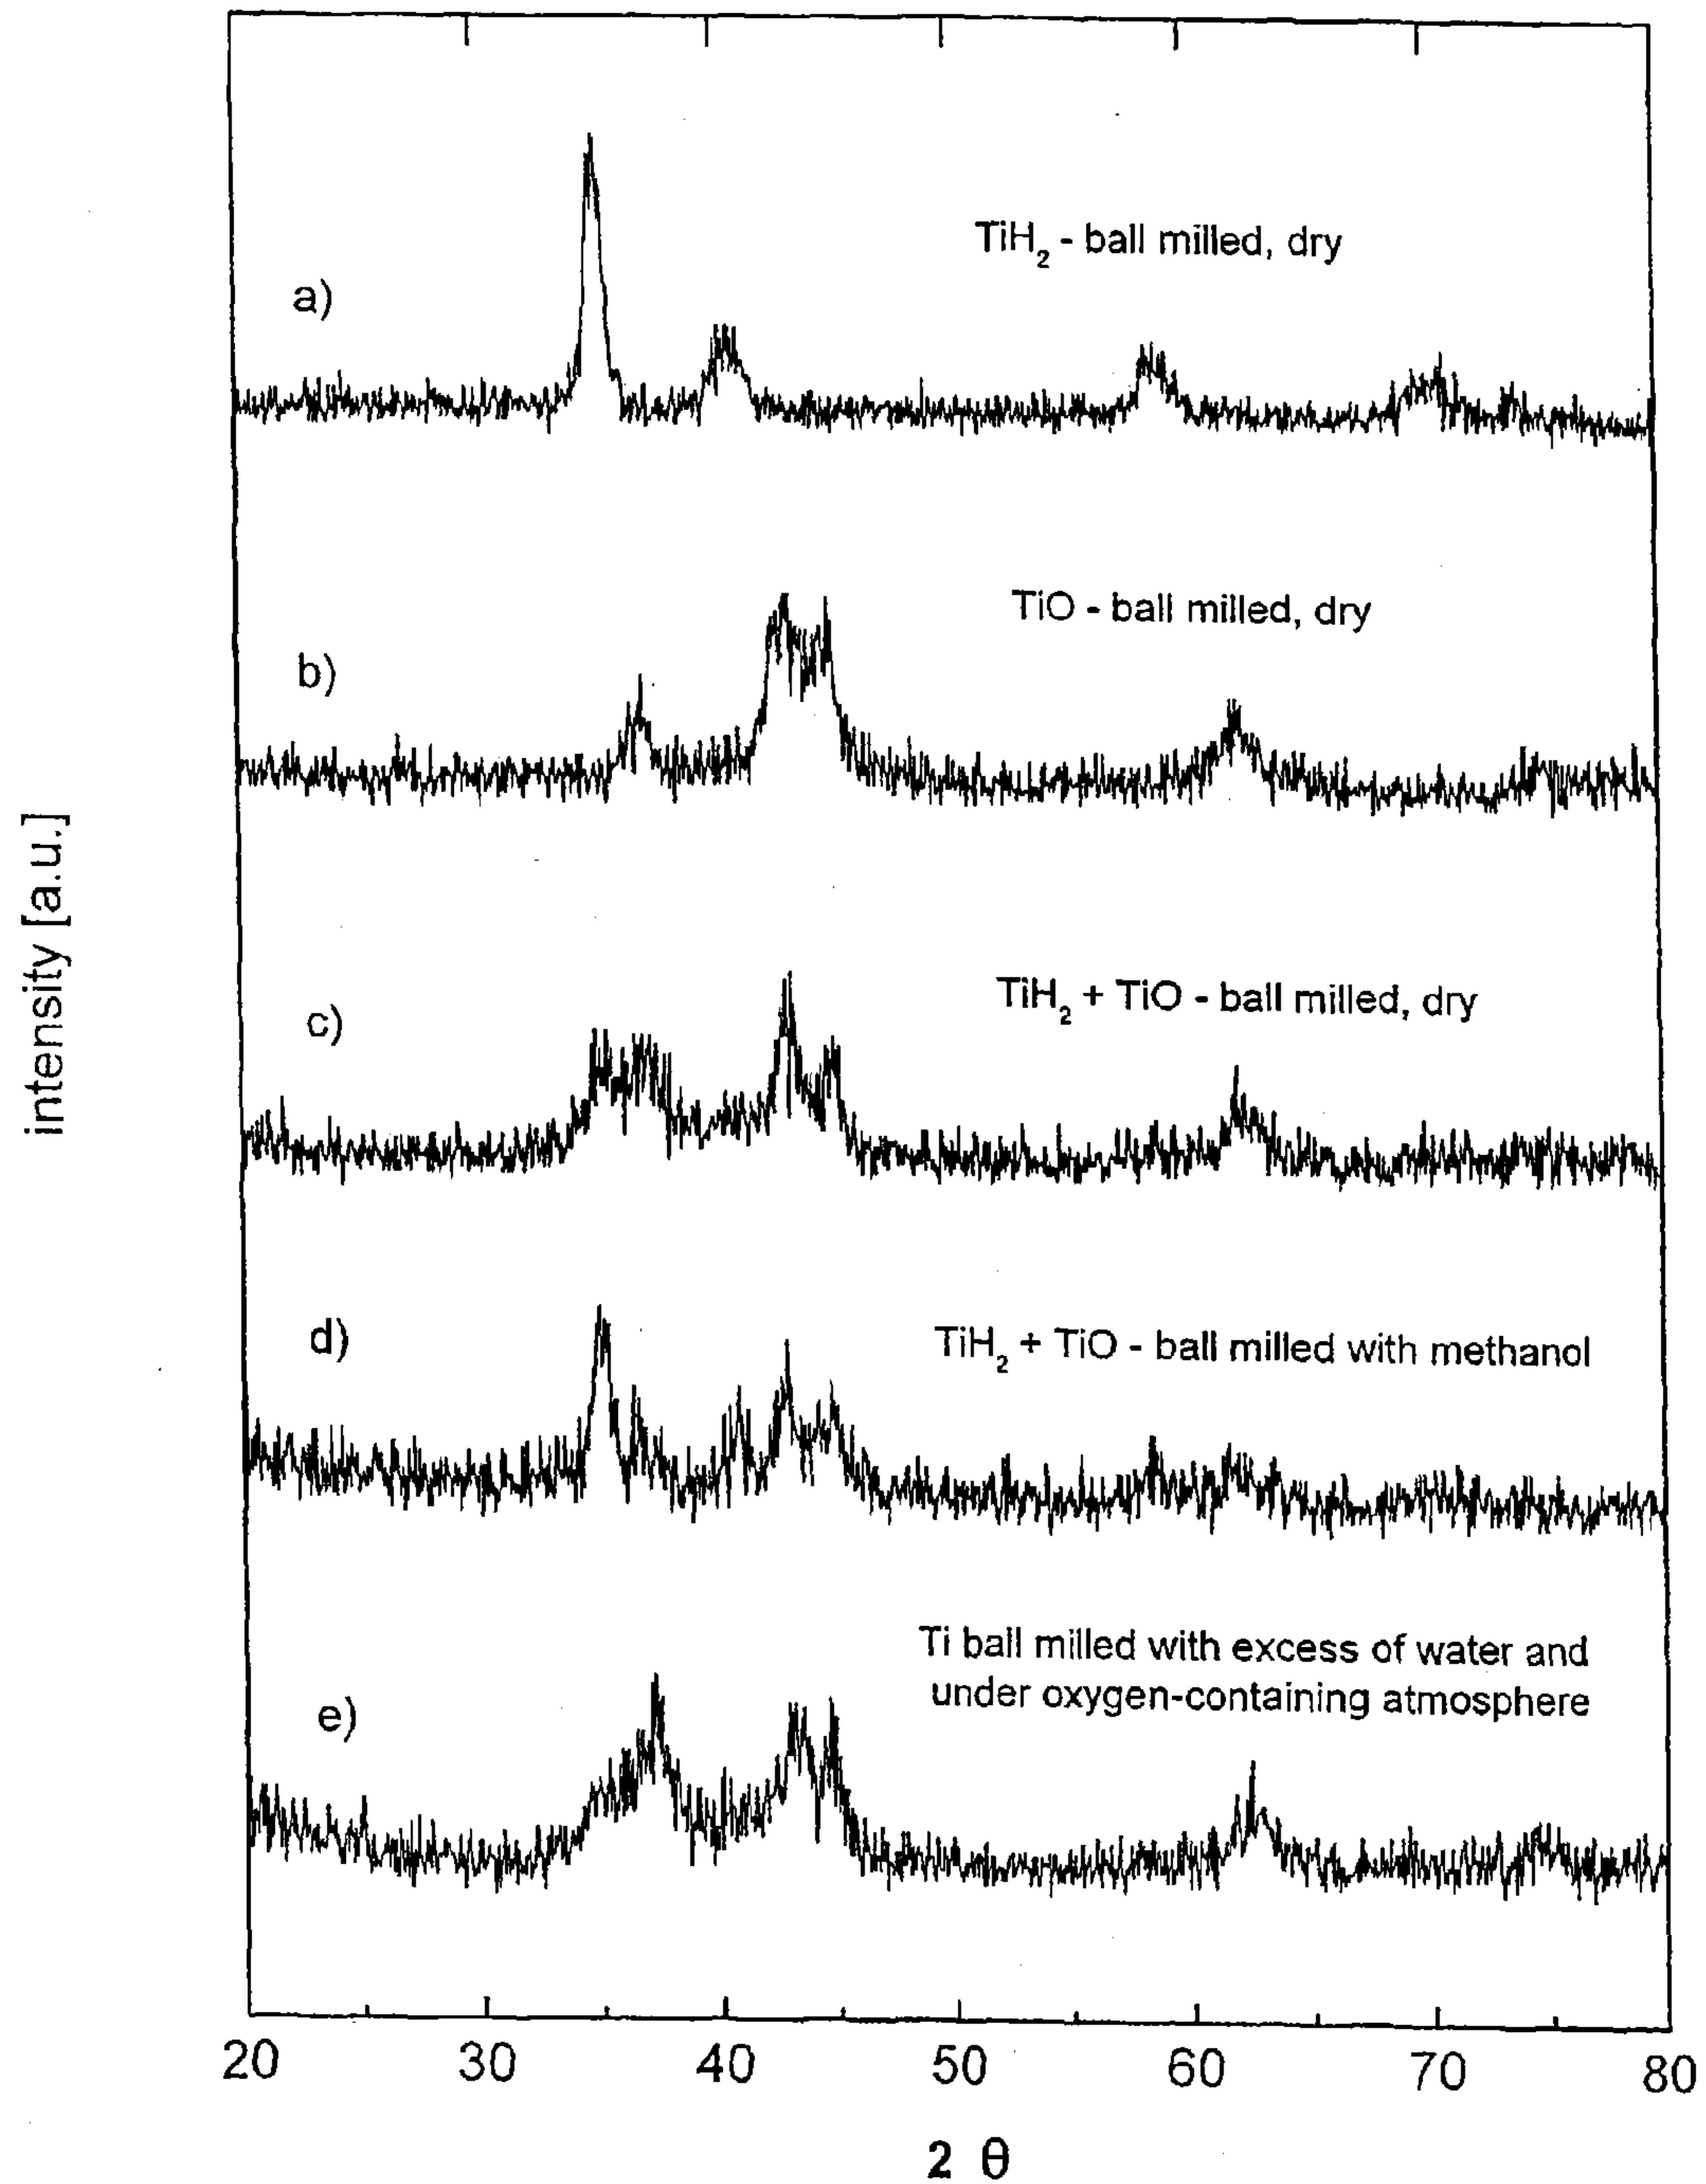 TiH₂ - ball milled, dry
a)
TiO - ball milled, dry
b)
intensity [a.u.]
TiH₂ + TiO - ball milled, dry
c)
d)
TiH₂ + TiO - ball milled with methanol
Ti ball milled with excess of water and
under oxygen-containing atmosphere
e)
20 30 40 50 60 70 80
2 θ